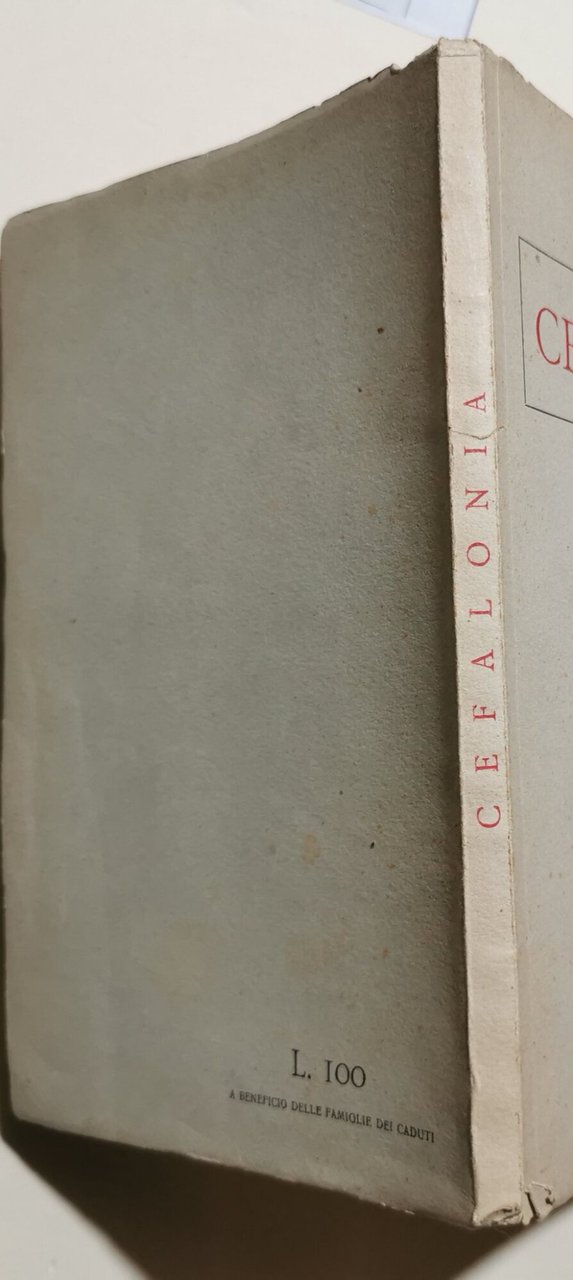 CEFALONIA
L. 100
A BENEFICIO DELLE FAMIGLIE DEI CADUTI